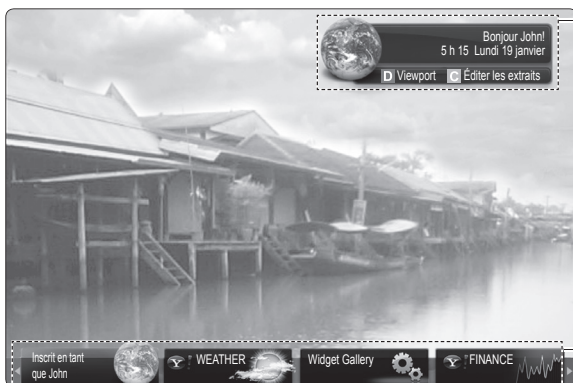 Bonjour John!
5 h 15 Lundi 19 janvier
D Viewport C Éditer les extraits
Inscrit en tant
que John
Y! WEATHER
Widget Gallery
Y! FINANCE